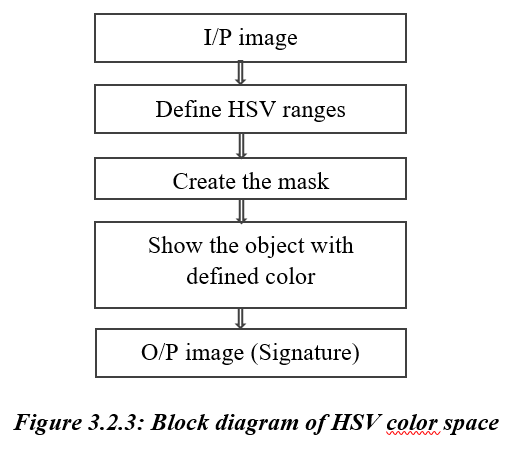 I/P image
Define HSV ranges
Create the mask
Show the object with
defined color
O/P image (Signature)
Figure 3.2.3: Block diagram of HSV color space